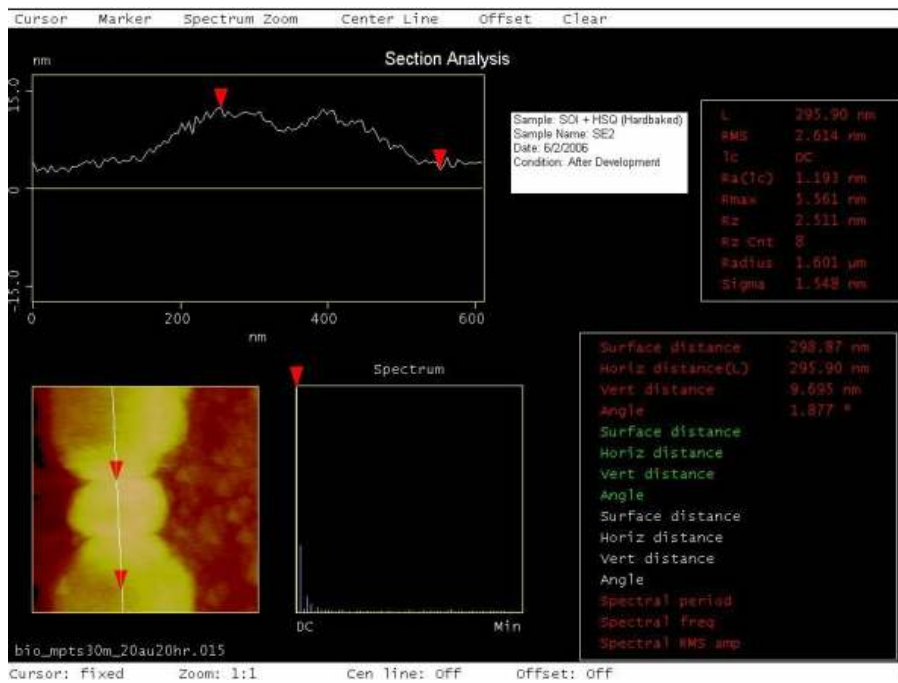 Cursor Marker Spectrum Zoom Center Line Offset Clear
Section Analysis
nm
15.0
0
-15.0
0 200 400 600
nm
Sample: SOI + HSQ (Hardbaked)
Sample Name: SE2
Date: 6/2/2006
Condition: After Development
L 295.90 nm
RMS 2.614 nm
Tc DC
Ra(Tc) 1.193 nm
Rmax 5.561 nm
Rz 2.511 nm
Rz Cnt 8
Radius 1.601 µm
Sigma 1.548 nm
Spectrum
DC Min
Surface distance 298.87 nm
Horiz distance(L) 295.90 nm
Vert distance 9.695 nm
Angle 1.877 °
Surface distance
Horiz distance
Vert distance
Angle
Surface distance
Horiz distance
Vert distance
Angle
Spectral period
Spectral freq
Spectral RMS amp
bio_mpts30m_20au20hr.015
Cursor: fixed Zoom: 1:1 Cen line: Off Offset: Off